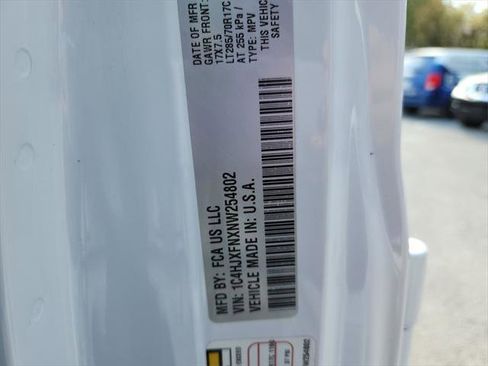 DATE OF MFR
GAWR FRONT:
17X7.5
LT285/70R17C
AT 255 kPa /
TYPE: MPV
THIS VEHIC
SAFETY
MFD BY: FCA US LLC
VIN: 1C4HJXFNXNW254802
VEHICLE MADE IN: U.S.A.
NW254802